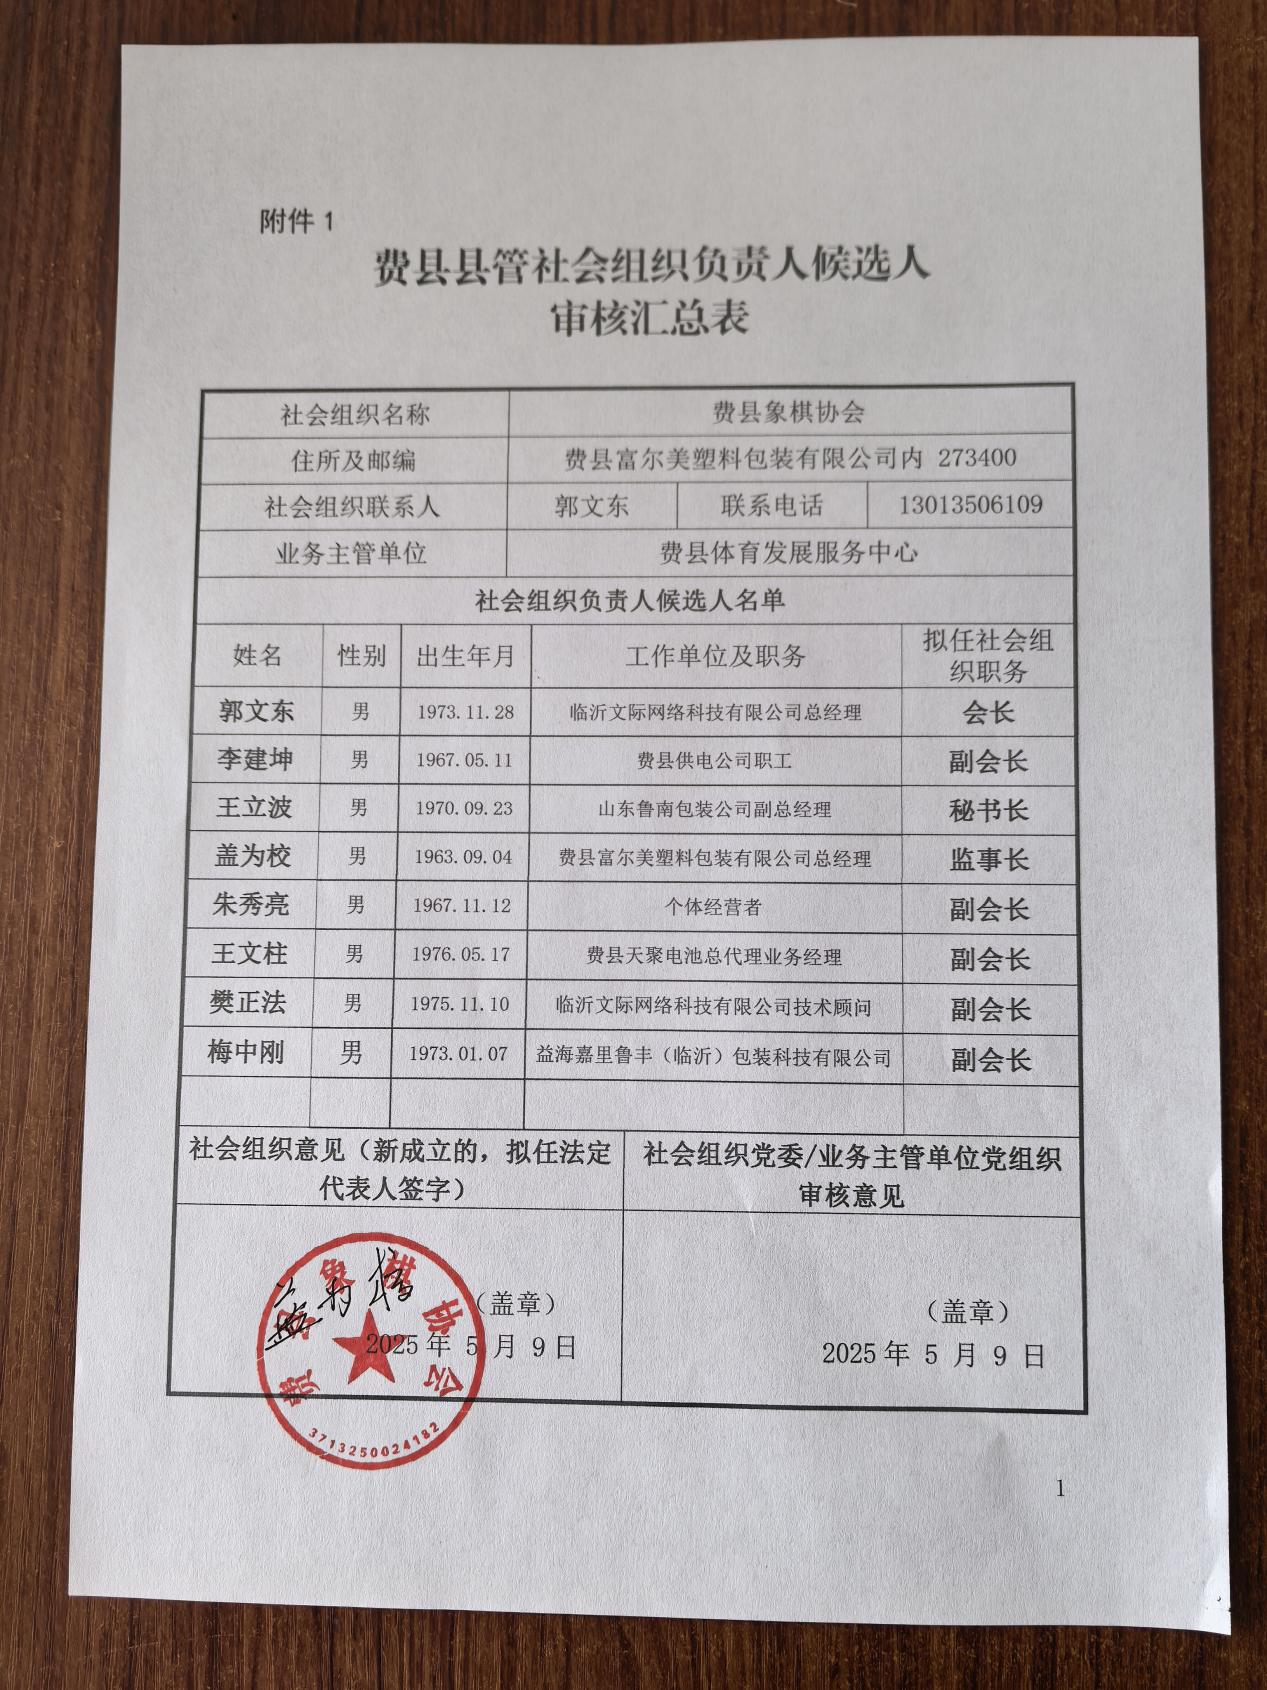 附件 1
费县县管社会组织负责人候选人
审核汇总表
社会组织名称 费县象棋协会
住所及邮编 费县富尔美塑料包装有限公司内 273400
社会组织联系人 郭文东 联系电话 13013506109
业务主管单位 费县体育发展服务中心
社会组织负责人候选人名单
姓名 性别 出生年月 工作单位及职务 拟任社会组
织职务
郭文东 男 1973.11.28 临沂文际网络科技有限公司总经理 会长
李建坤 男 1967.05.11 费县供电公司职工 副会长
王立波 男 1970.09.23 山东鲁南包装公司副总经理 秘书长
盖为校 男 1963.09.04 费县富尔美塑料包装有限公司总经理 监事长
朱秀亮 男 1967.11.12 个体经营者 副会长
王文柱 男 1976.05.17 费县天聚电池总代理业务经理 副会长
樊正法 男 1975.11.10 临沂文际网络科技有限公司技术顾问 副会长
梅中刚 男 1973.01.07 益海嘉里鲁丰（临沂）包装科技有限公司 副会长
社会组织意见（新成立的，拟任法定
代表人签字）
社会组织党委/业务主管单位党组织
审核意见
费县象棋协会
盖为校
（盖章）
2025 年 5 月 9 日
3713250024182
（盖章）
2025 年 5 月 9 日
1